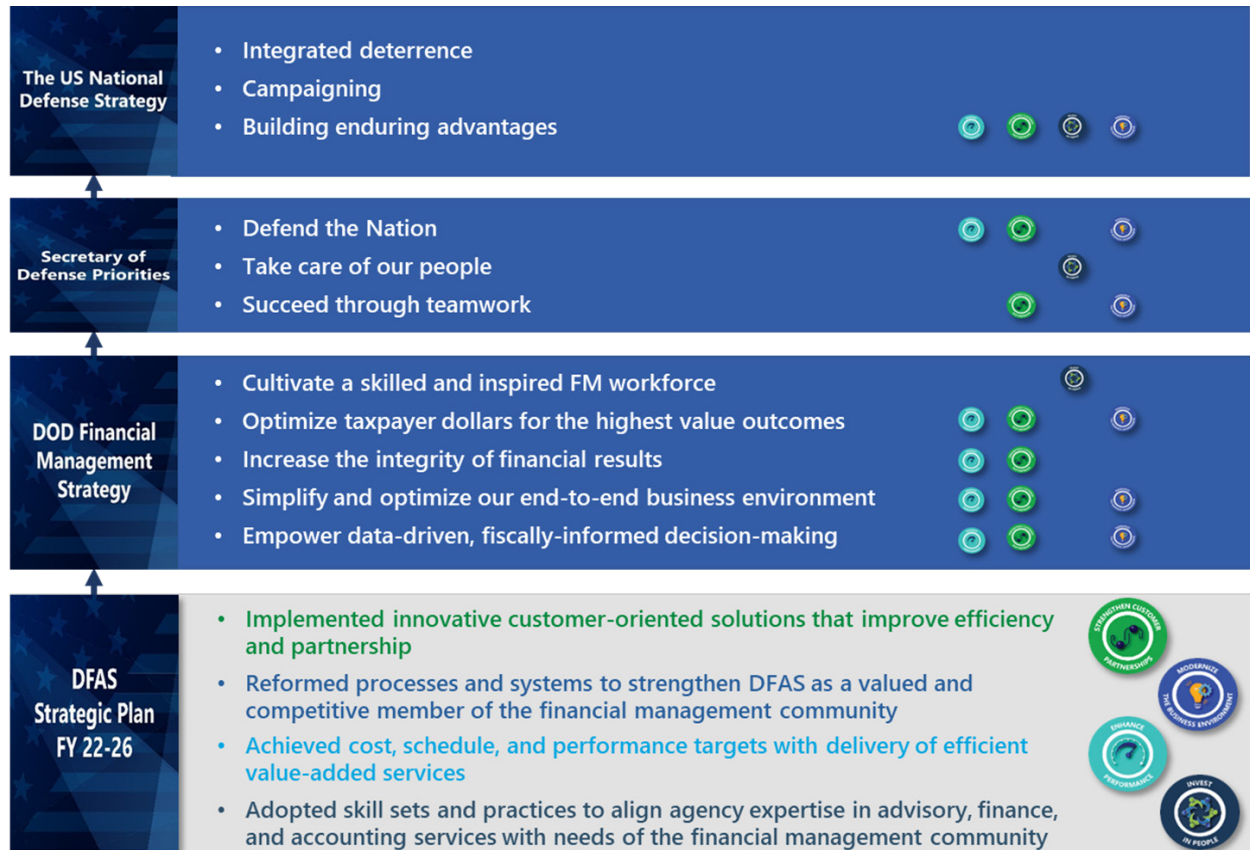 The US National
Defense Strategy
• Integrated deterrence
• Campaigning
• Building enduring advantages
Secretary of
Defense Priorities
• Defend the Nation
• Take care of our people
• Succeed through teamwork
DOD Financial
Management
Strategy
• Cultivate a skilled and inspired FM workforce
• Optimize taxpayer dollars for the highest value outcomes
• Increase the integrity of financial results
• Simplify and optimize our end-to-end business environment
• Empower data-driven, fiscally-informed decision-making
DFAS
Strategic Plan
FY 22-26
• Implemented innovative customer-oriented solutions that improve efficiency
and partnership
• Reformed processes and systems to strengthen DFAS as a valued and
competitive member of the financial management community
• Achieved cost, schedule, and performance targets with delivery of efficient
value-added services
• Adopted skill sets and practices to align agency expertise in advisory, finance,
and accounting services with needs of the financial management community
STRENGTHEN CUSTOMER
PARTNERSHIPS
MODERNIZE
THE BUSINESS ENVIRONMENT
ENHANCE
PERFORMANCE
INVEST
IN PEOPLE